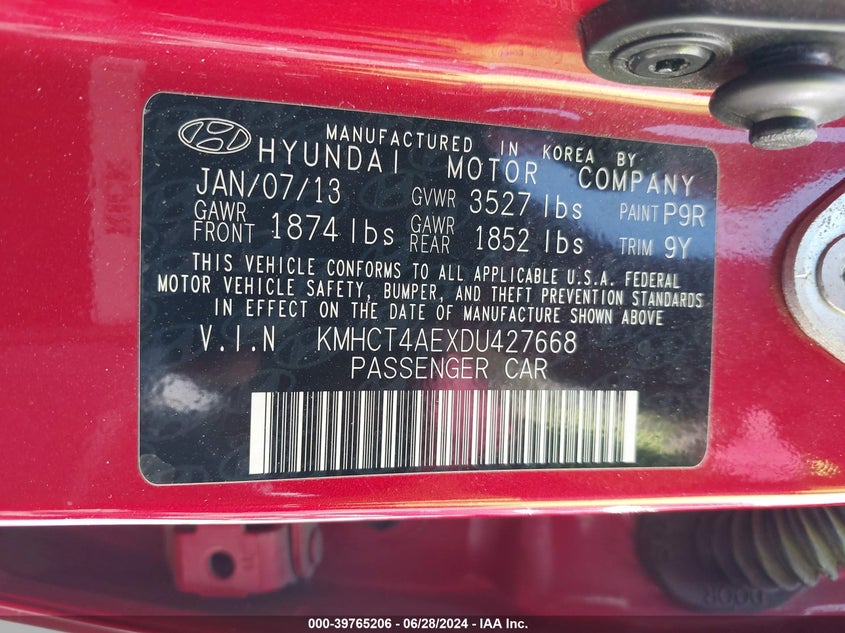 MANUFACTURED IN KOREA BY
HYUNDAI MOTOR COMPANY
JAN/07/13 GVWR 3527 lbs PAINT P9R
GAWR FRONT 1874 lbs GAWR REAR 1852 lbs TRIM 9Y
THIS VEHICLE CONFORMS TO ALL APPLICABLE U.S.A. FEDERAL
MOTOR VEHICLE SAFETY, BUMPER, AND THEFT PREVENTION STANDARDS
IN EFFECT ON THE DATE OF MANUFACTURE SHOWN ABOVE
V.I.N KMHCT4AEXDU427668
PASSENGER CAR
000-39765206 - 06/28/2024 - IAA Inc.